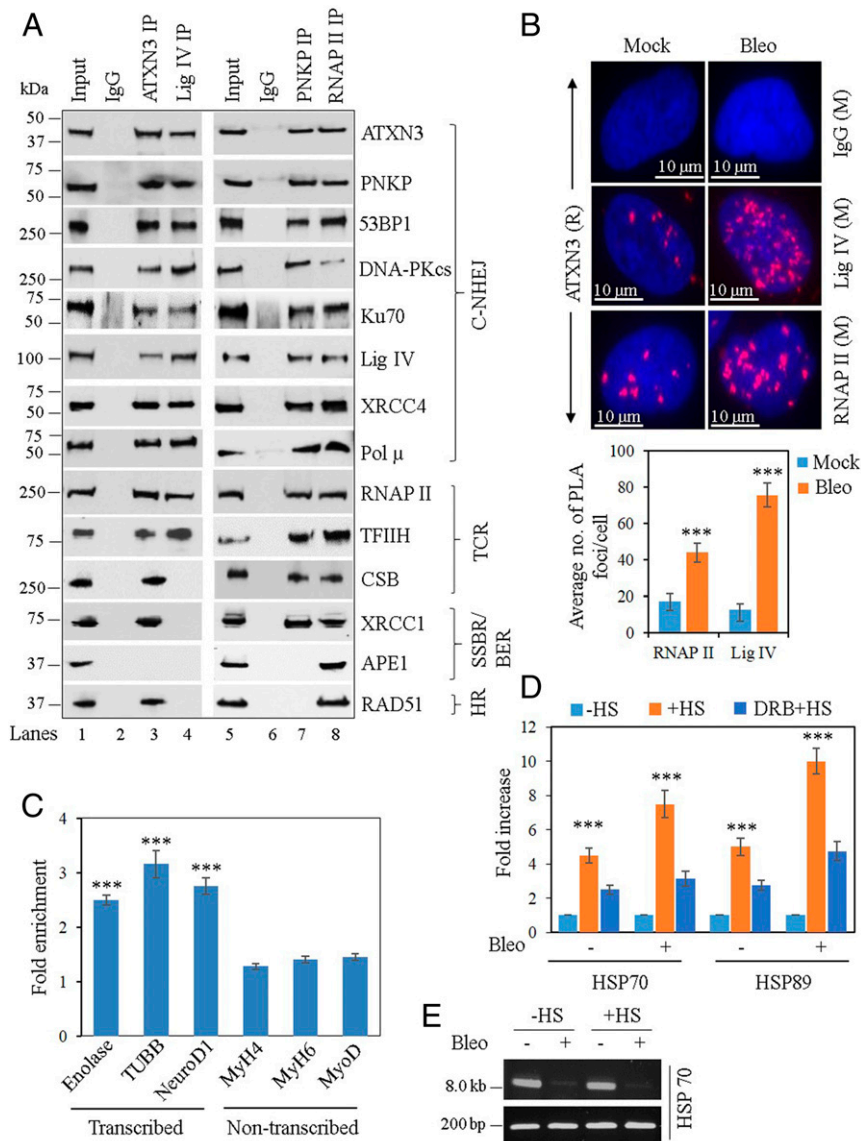 A
kDa
Input
IgG
ATXN3 IP
Lig IV IP
Input
IgG
PNKP IP
RNAP II IP
50
37
ATXN3
75
50
PNKP
250
53BP1
250
DNA-PKcs
75
50
Ku70
100
Lig IV
75
50
XRCC4
75
50
Pol μ
250
RNAP II
75
TFIIH
250
CSB
75
XRCC1
37
APE1
37
RAD51
C-NHEJ
TCR
SSBR/
BER
HR
Lanes 1 2 3 4 5 6 7 8
B
Mock Bleo
ATXN3 (R)
10 μm 10 μm
IgG (M)
10 μm 10 μm
Lig IV (M)
10 μm 10 μm
RNAP II (M)
Average no. of PLA
foci/cell
100
80
60
40
20
0
***
***
Mock
Bleo
RNAP II Lig IV
C
Fold enrichment
4
3
2
1
0
*** *** ***
Enolase
TUBB
NeuroD1
MyH4
MyH6
MyoD
Transcribed Non-transcribed
D
-HS +HS DRB+HS
Fold increase
12
10
8
6
4
2
0
*** *** *** ***
Bleo - + - +
HSP70 HSP89
E
-HS +HS
Bleo - + - +
8.0 kb
200 bp
HSP 70